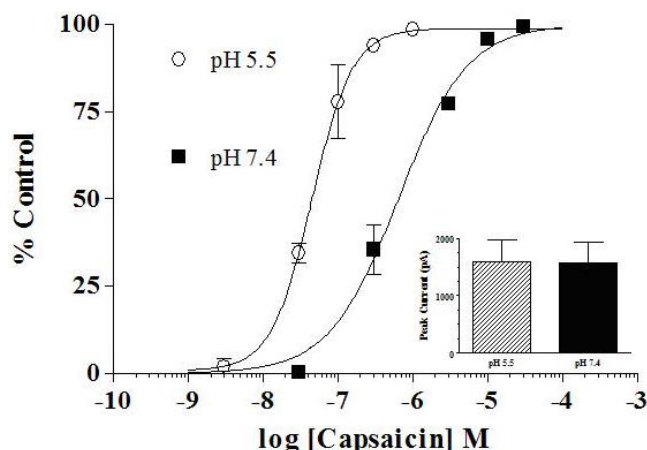 100
75
50
25
0
% Control
pH 5.5
pH 7.4
-10 -9 -8 -7 -6 -5 -4 -3
log [Capsaicin] M
2000
1000
0
Peak Current (pA)
pH 5.5 pH 7.4